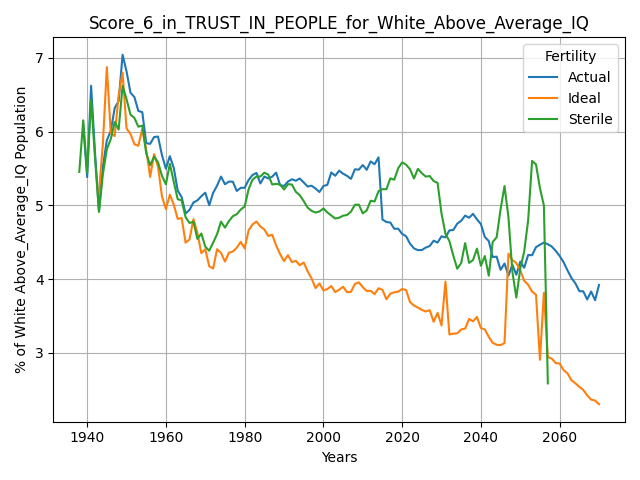 Score_6_in_TRUST_IN_PEOPLE_for_White_Above_Average_IQ
% of White Above_Average_IQ Population
7
6
5
4
3
Fertility
Actual
Ideal
Sterile
1940 1960 1980 2000 2020 2040 2060
Years